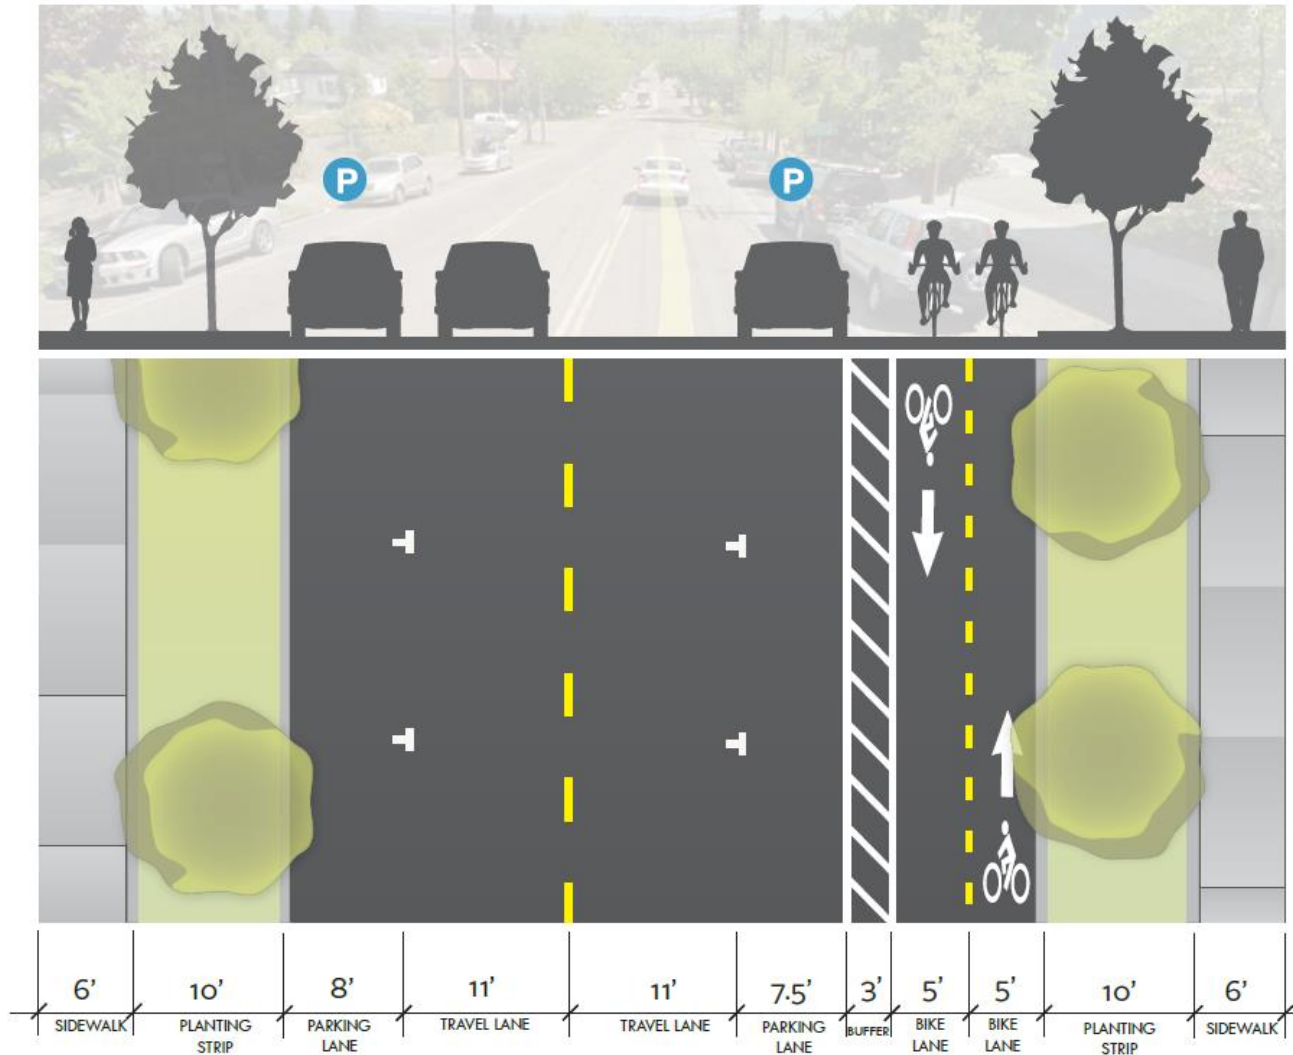 P
P
6' 10' 8' 11' 11' 7.5' 3' 5' 5' 10' 6'
SIDEWALK PLANTING STRIP PARKING LANE TRAVEL LANE TRAVEL LANE PARKING LANE BUFFER BIKE LANE BIKE LANE PLANTING STRIP SIDEWALK